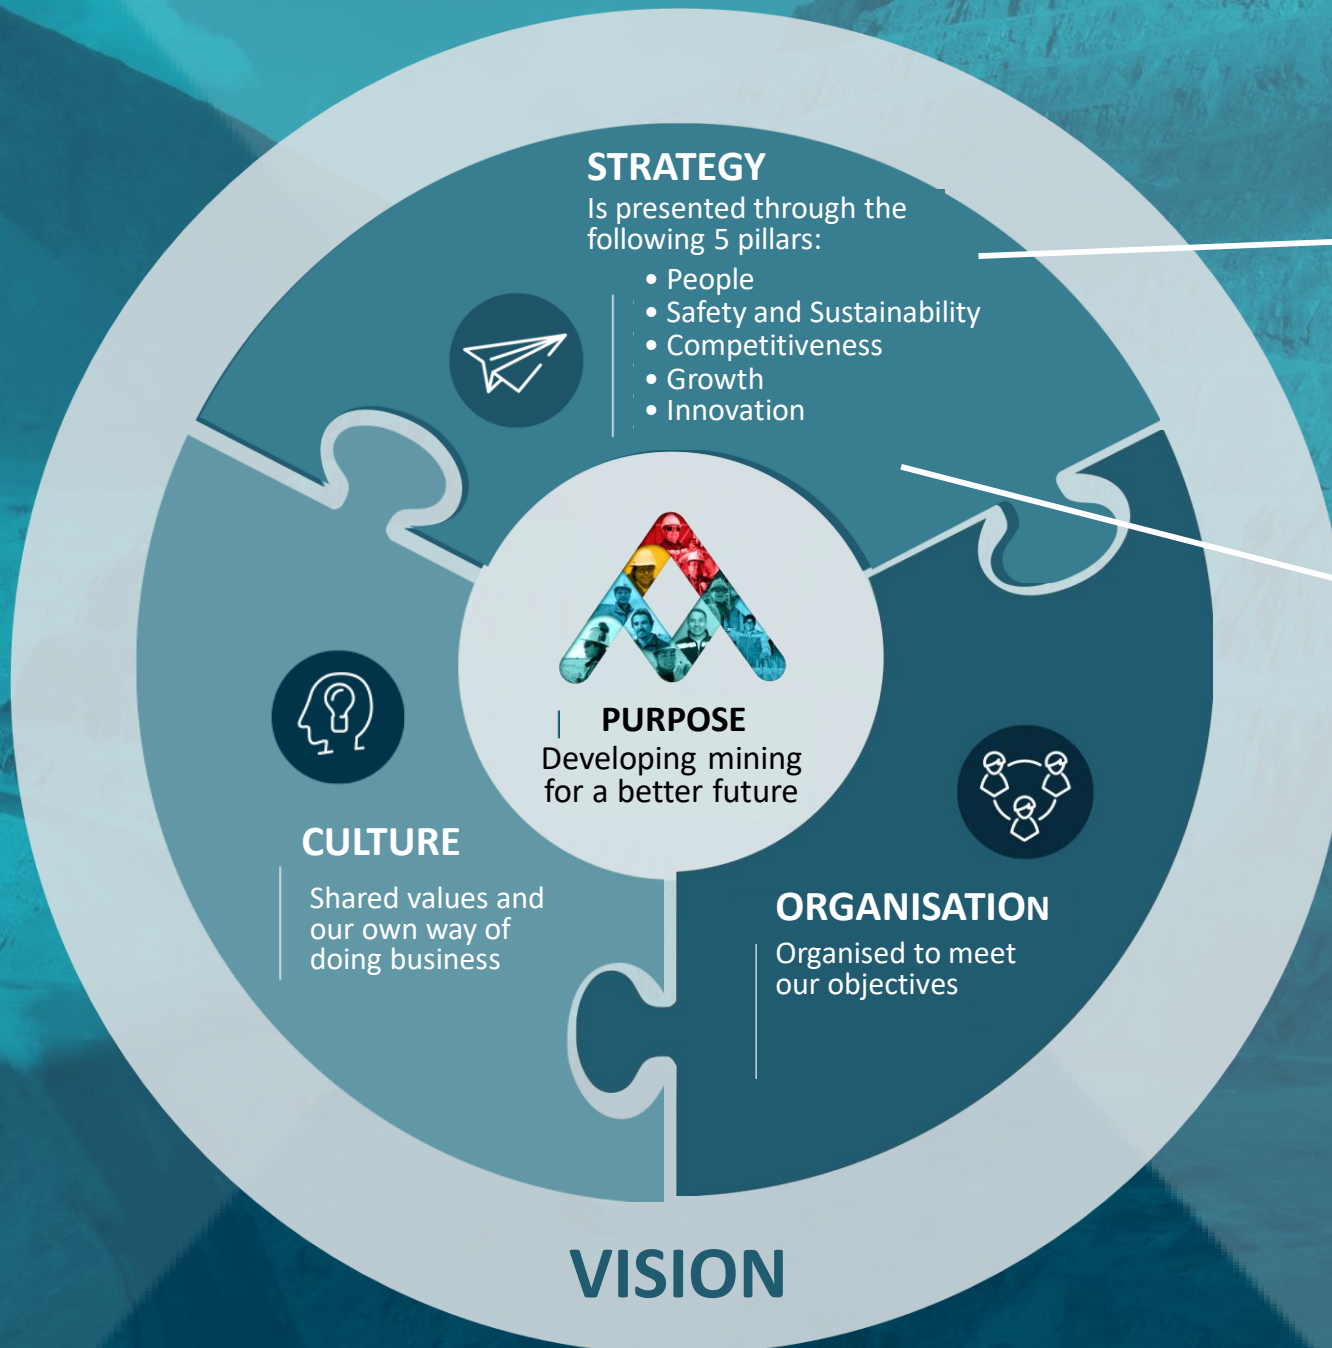 STRATEGY
Is presented through the
following 5 pillars:
• People
• Safety and Sustainability
• Competitiveness
• Growth
• Innovation
PURPOSE
Developing mining
for a better future
CULTURE
Shared values and
our own way of
doing business
ORGANISATION
Organised to meet
our objectives
VISION